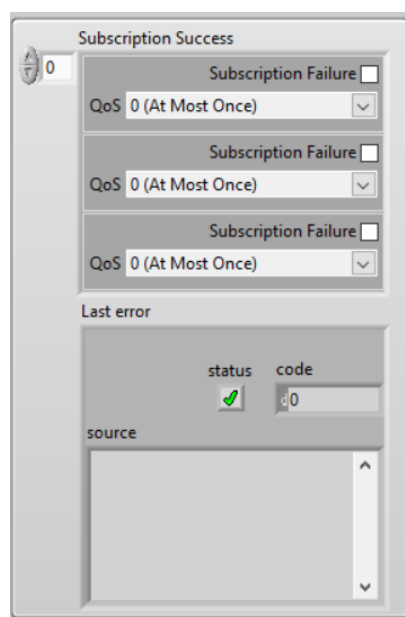 Subscription Success
0
Subscription Failure
QoS 0 (At Most Once)
Subscription Failure
QoS 0 (At Most Once)
Subscription Failure
QoS 0 (At Most Once)
Last error
status code
d 0
source